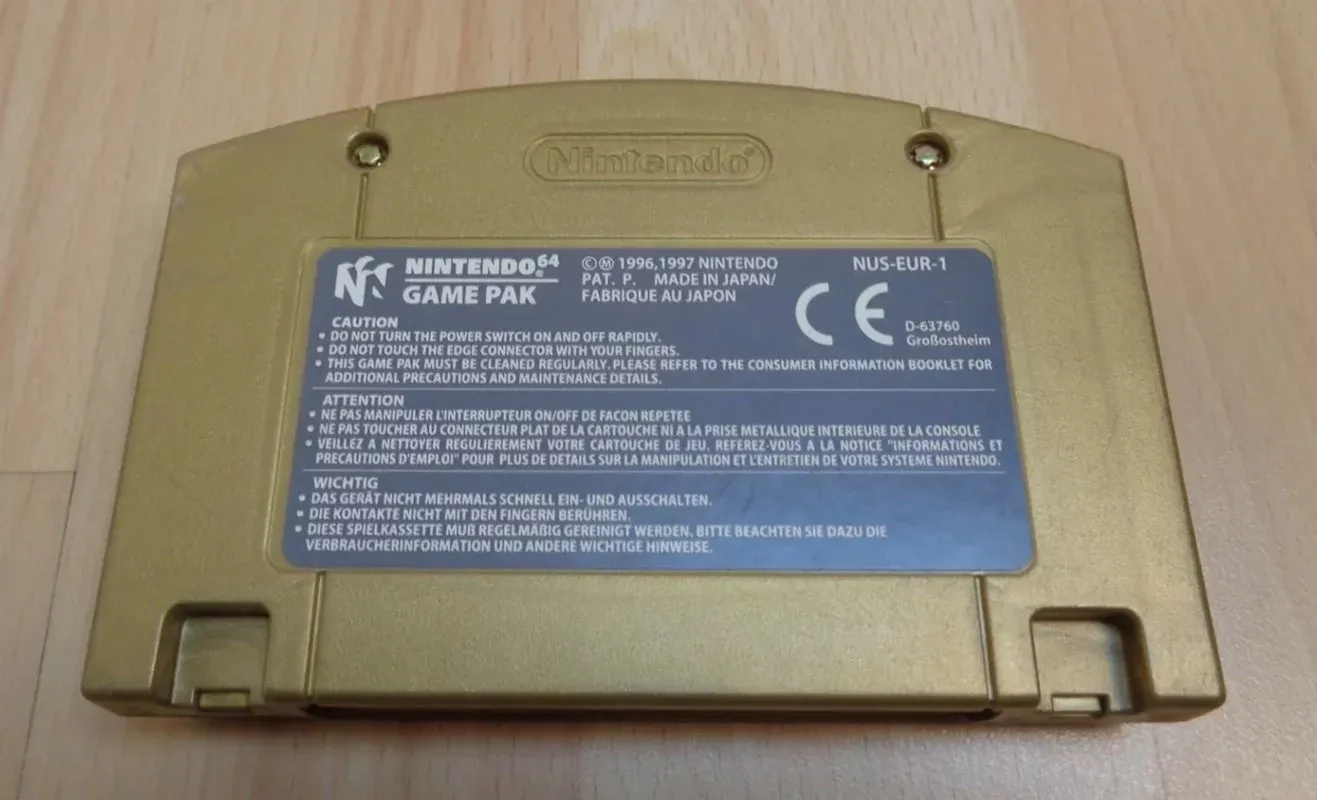 Nintendo®
NINTENDO®64
GAME PAK
©Ⓜ 1996,1997 NINTENDO
PAT. P. MADE IN JAPAN/
FABRIQUE AU JAPON
NUS-EUR-1
CE
D-63760
Großostheim
CAUTION
• DO NOT TURN THE POWER SWITCH ON AND OFF RAPIDLY.
• DO NOT TOUCH THE EDGE CONNECTOR WITH YOUR FINGERS.
• THIS GAME PAK MUST BE CLEANED REGULARLY. PLEASE REFER TO THE CONSUMER INFORMATION BOOKLET FOR
ADDITIONAL PRECAUTIONS AND MAINTENANCE DETAILS.
ATTENTION
• NE PAS MANIPULER L'INTERRUPTEUR ON/OFF DE FACON REPETEE
• NE PAS TOUCHER AU CONNECTEUR PLAT DE LA CARTOUCHE NI A LA PRISE METALLIQUE INTERIEURE DE LA CONSOLE
• VEILLEZ A NETTOYER REGULIEREMENT VOTRE CARTOUCHE DE JEU. REFEREZ-VOUS A LA NOTICE "INFORMATIONS ET
PRECAUTIONS D'EMPLOI" POUR PLUS DE DETAILS SUR LA MANIPULATION ET L'ENTRETIEN DE VOTRE SYSTEME NINTENDO.
WICHTIG
• DAS GERÄT NICHT MEHRMALS SCHNELL EIN- UND AUSSCHALTEN.
• DIE KONTAKTE NICHT MIT DEN FINGERN BERÜHREN.
• DIESE SPIELKASSETTE MUß REGELMÄßIG GEREINIGT WERDEN. BITTE BEACHTEN SIE DAZU DIE
VERBRAUCHERINFORMATION UND ANDERE WICHTIGE HINWEISE.